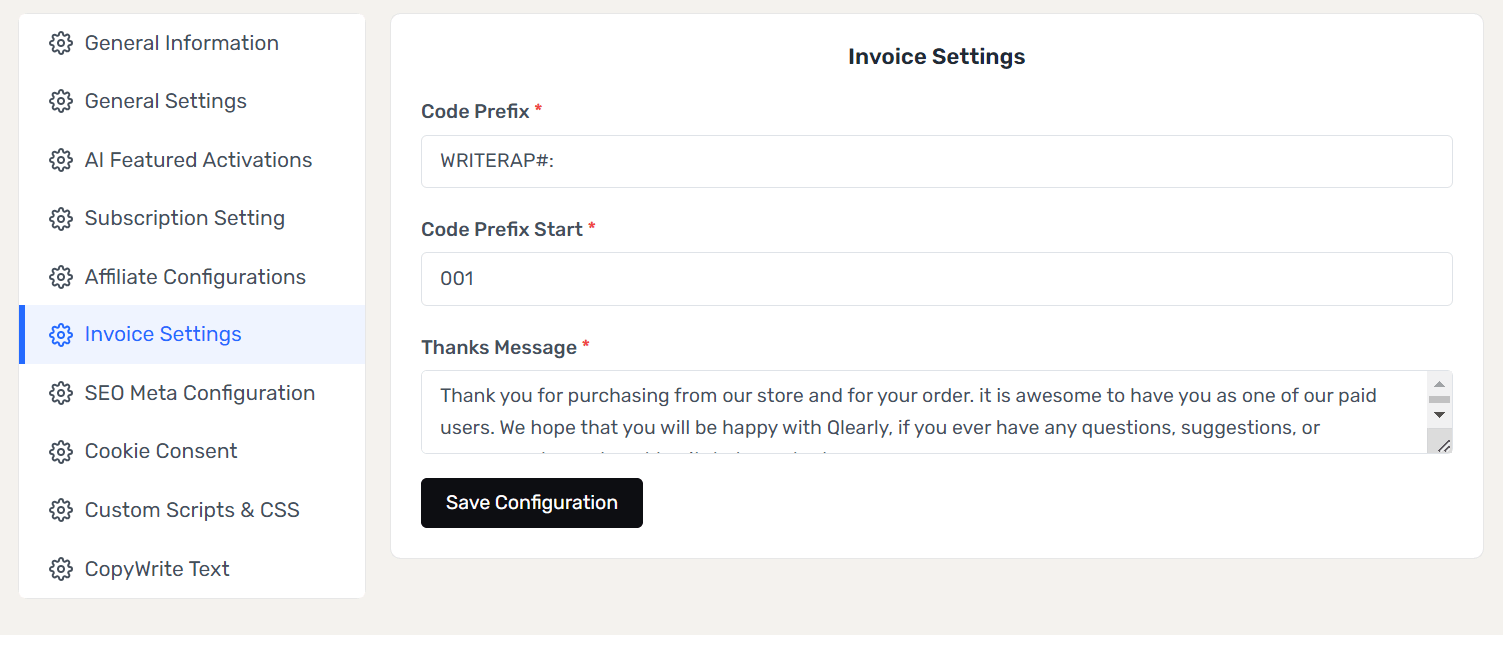 General Information
General Settings
AI Featured Activations
Subscription Setting
Affiliate Configurations
Invoice Settings
SEO Meta Configuration
Cookie Consent
Custom Scripts & CSS
CopyWrite Text
Invoice Settings
Code Prefix *
WRITERAP#:
Code Prefix Start *
001
Thanks Message *
Thank you for purchasing from our store and for your order. it is awesome to have you as one of our paid
users. We hope that you will be happy with Qlearly, if you ever have any questions, suggestions, or
Save Configuration